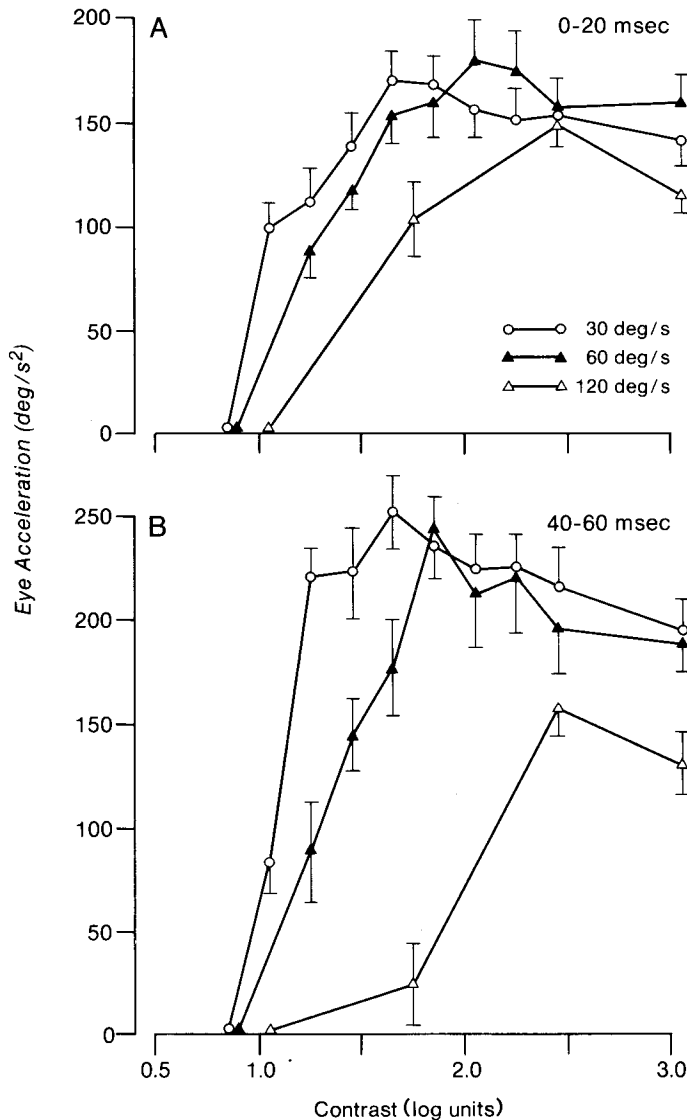 A
0-20 msec
200
150
100
50
0
30 deg/s
60 deg/s
120 deg/s
Eye Acceleration (deg/s²)
B
40-60 msec
250
200
150
100
50
0
0.5 1.0 2.0 3.0
Contrast (log units)